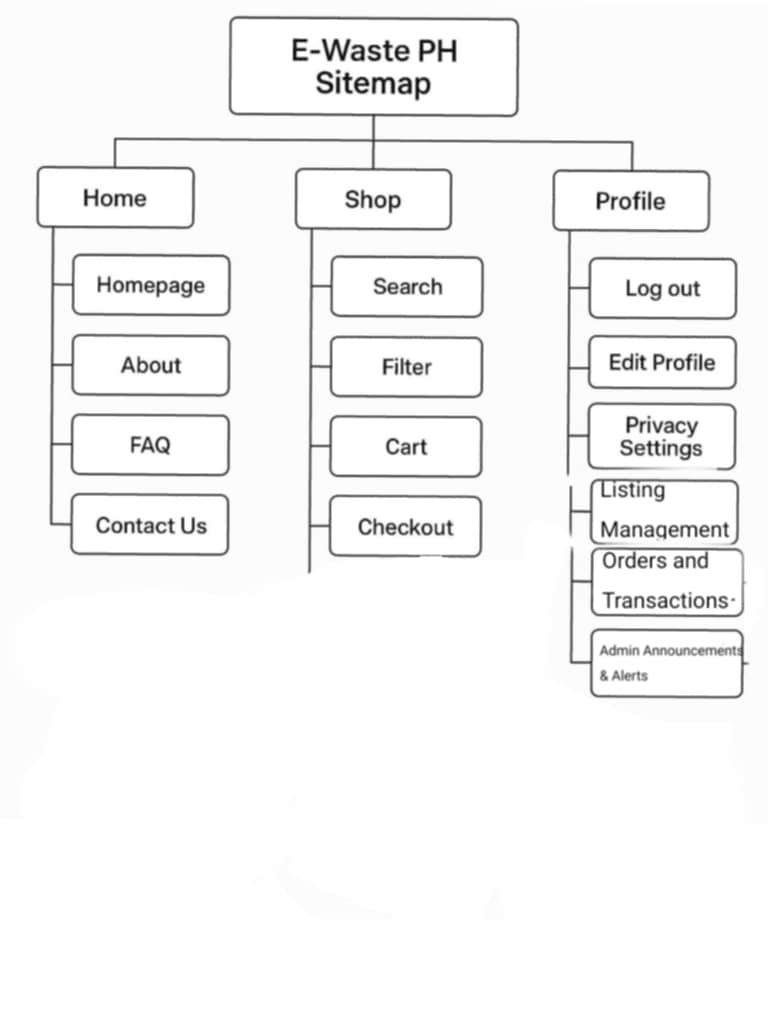 E-Waste PH
Sitemap
Home
Homepage
About
FAQ
Contact Us
Shop
Search
Filter
Cart
Checkout
Profile
Log out
Edit Profile
Privacy
Settings
Listing
Management
Orders and
Transactions
Admin Announcements
& Alerts